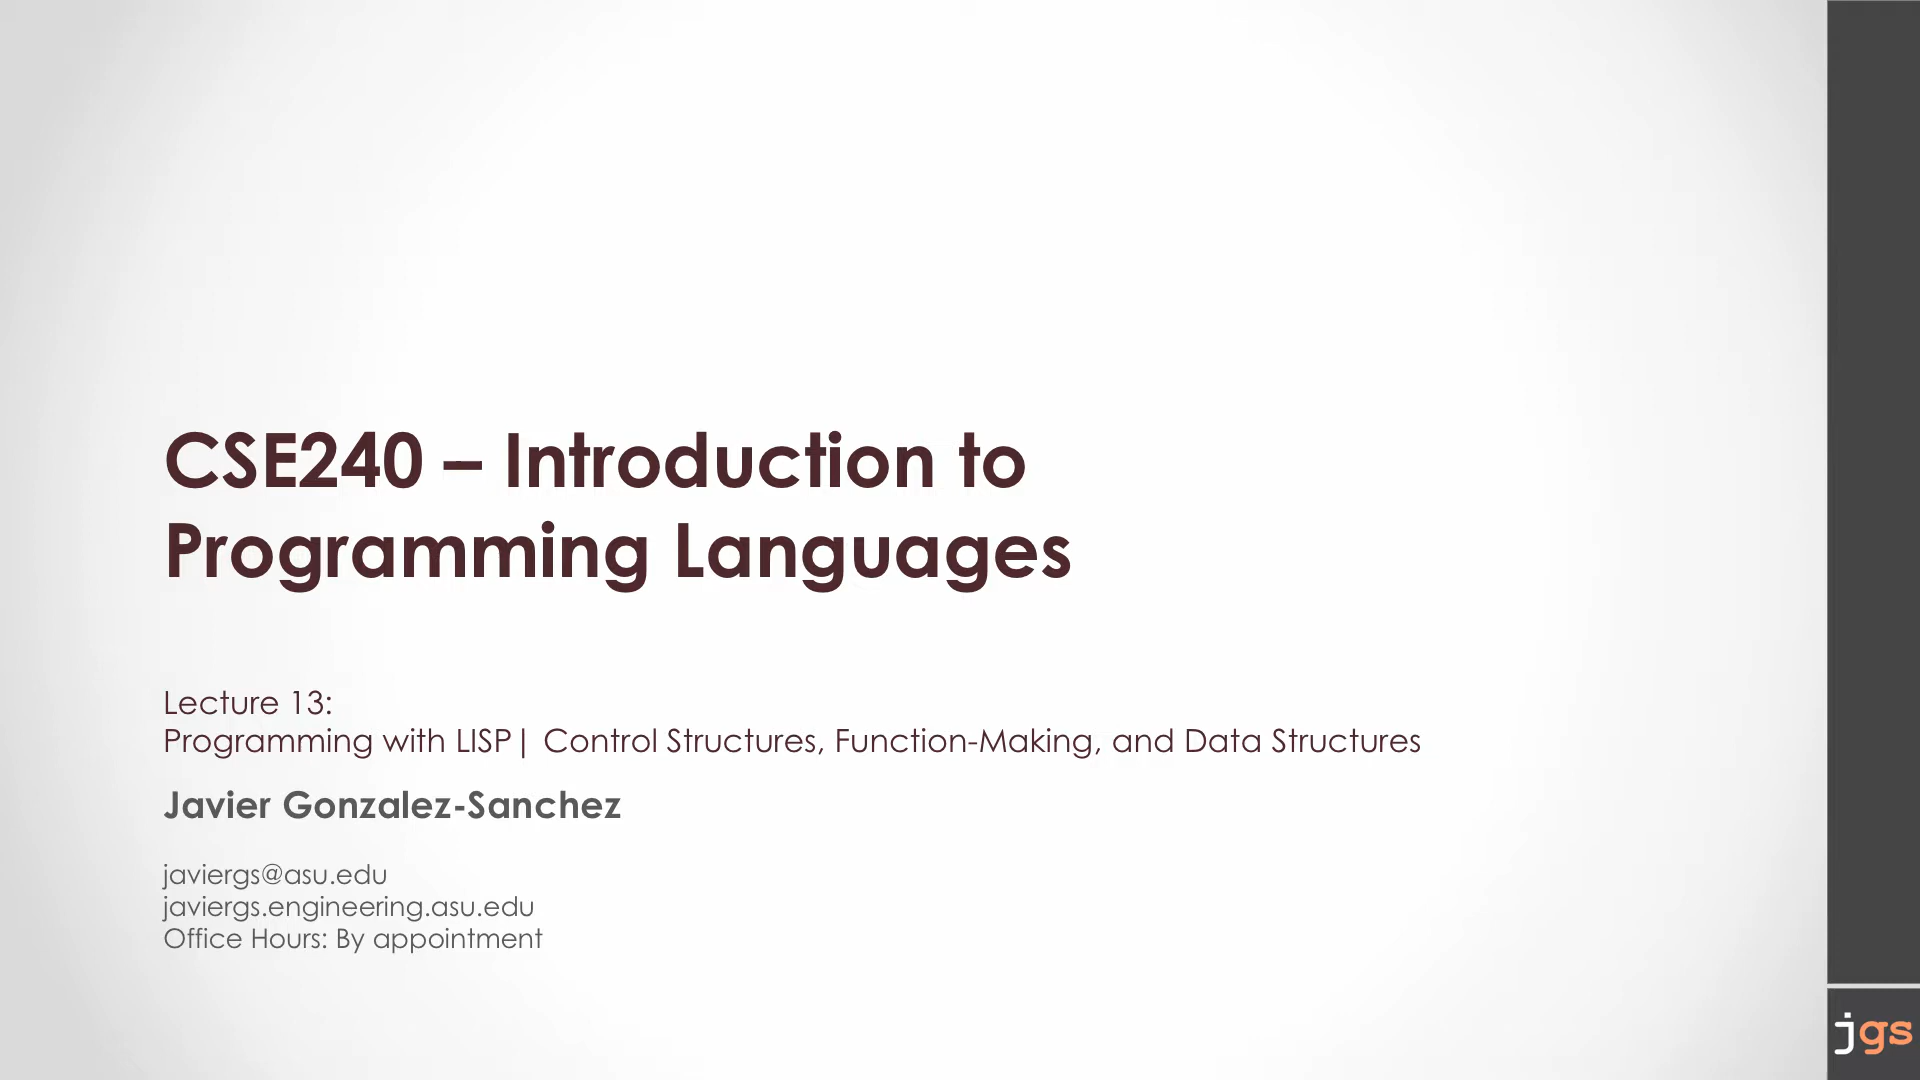 CSE240 – Introduction to
Programming Languages
Lecture 13:
Programming with LISP| Control Structures, Function-Making, and Data Structures
Javier Gonzalez-Sanchez
javiergs@asu.edu
javiergs.engineering.asu.edu
Office Hours: By appointment
jgs